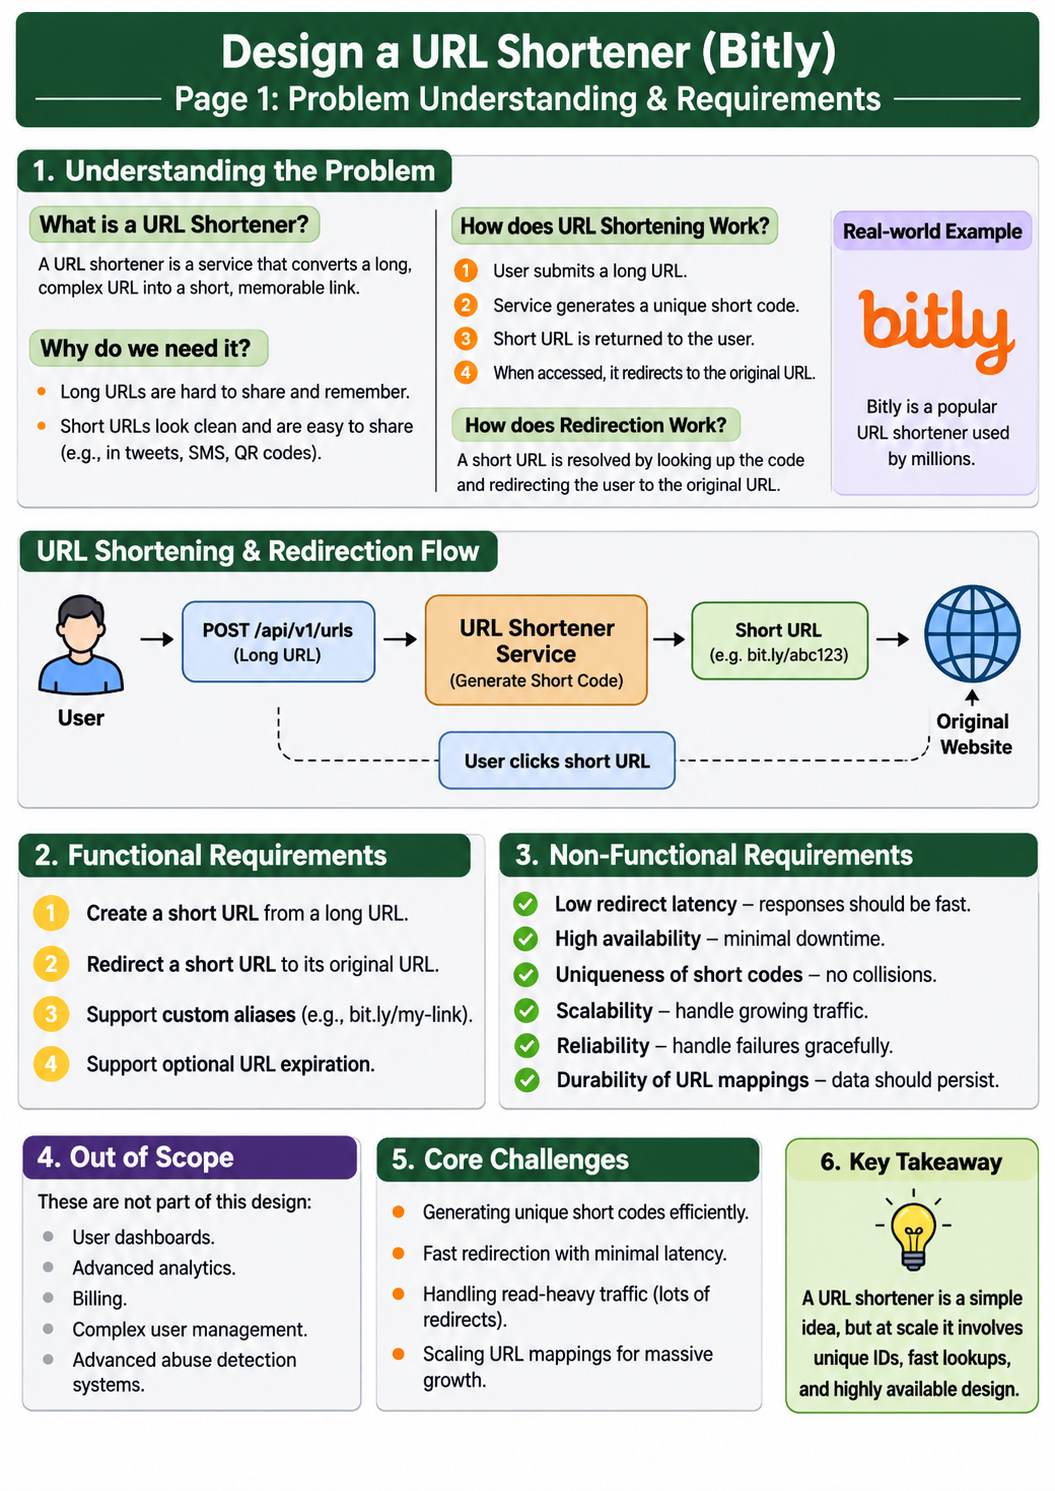 Design a URL Shortener (Bitly)
Page 1: Problem Understanding & Requirements
1. Understanding the Problem
What is a URL Shortener?
A URL shortener is a service that converts a long,
complex URL into a short, memorable link.
Why do we need it?
• Long URLs are hard to share and remember.
• Short URLs look clean and are easy to share
(e.g., in tweets, SMS, QR codes).
How does URL Shortening Work?
1 User submits a long URL.
2 Service generates a unique short code.
3 Short URL is returned to the user.
4 When accessed, it redirects to the original URL.
How does Redirection Work?
A short URL is resolved by looking up the code
and redirecting the user to the original URL.
Real-world Example
bitly
Bitly is a popular
URL shortener used
by millions.
URL Shortening & Redirection Flow
User
POST /api/v1/urls
(Long URL)
URL Shortener
Service
(Generate Short Code)
Short URL
(e.g. bit.ly/abc123)
Original
Website
User clicks short URL
2. Functional Requirements
1 Create a short URL from a long URL.
2 Redirect a short URL to its original URL.
3 Support custom aliases (e.g., bit.ly/my-link).
4 Support optional URL expiration.
3. Non-Functional Requirements
Low redirect latency – responses should be fast.
High availability – minimal downtime.
Uniqueness of short codes – no collisions.
Scalability – handle growing traffic.
Reliability – handle failures gracefully.
Durability of URL mappings – data should persist.
4. Out of Scope
These are not part of this design:
• User dashboards.
• Advanced analytics.
• Billing.
• Complex user management.
• Advanced abuse detection
systems.
5. Core Challenges
• Generating unique short codes efficiently.
• Fast redirection with minimal latency.
• Handling read-heavy traffic (lots of
redirects).
• Scaling URL mappings for massive
growth.
6. Key Takeaway
A URL shortener is a simple
idea, but at scale it involves
unique IDs, fast lookups,
and highly available design.